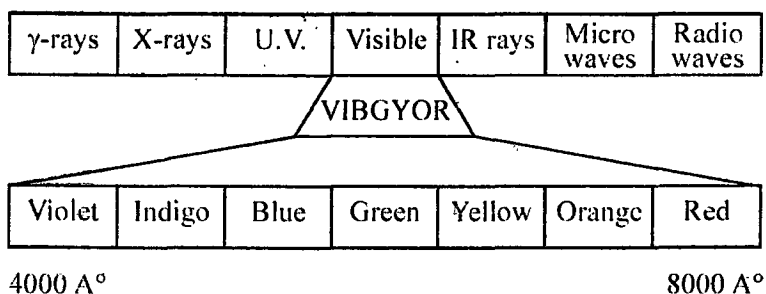 γ-rays X-rays U.V. Visible IR rays Micro waves Radio waves
VIBGYOR
Violet Indigo Blue Green Yellow Orange Red
4000 A° 8000 A°